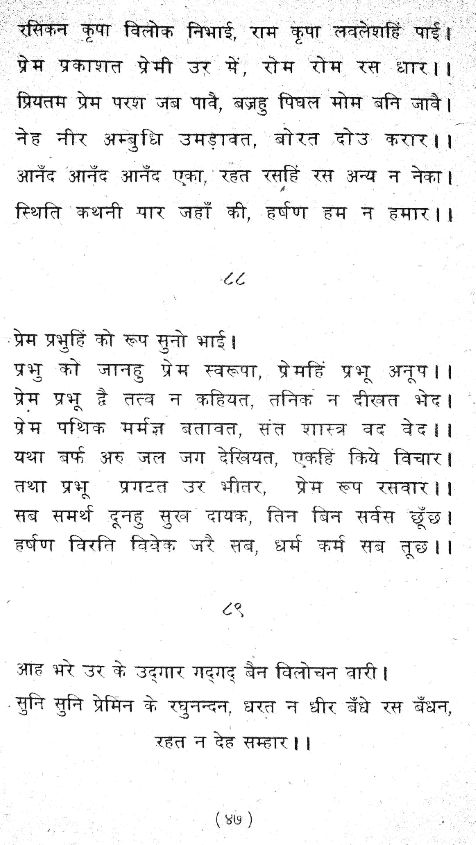 रसिकन कृपा विलोक निभाई, राम कृपा लवलेशहिं पाई।
प्रेम प्रकाशत प्रेमी उर में, रोम रोम रस धार।।
प्रियतम प्रेम परश जब पावै, बज्रहु पिघल मोम बनि जावै।
नेह नीर अम्बुधि उमड़ावत, बोरत दोउ करार।।
आनँद आनँद आनँद एका, रहत रसहिं रस अन्य न नेका।
स्थिति कथनी पार जहाँ की, हर्षण हम न हमार।।
८८
प्रेम प्रभुहिं को रूप सुनो भाई।
प्रभु को जानहु प्रेम स्वरूपा, प्रेमहिं प्रभू अनूप।।
प्रेम प्रभू द्वै तत्व न कहियत, तनिक न दीखत भेद।
प्रेम पथिक मर्मज्ञ बतावत, संत शास्त्र वद वेद।।
यथा बर्फ अरु जल जग देखियत, एकहिं किये विचार।
तथा प्रभू प्रगटत उर भीतर, प्रेम रूप रसवार।।
सब समर्थ दूनहु सुख दायक, तिन बिन सर्वस छूँछ।
हर्षण विरति विवेक जरै सब, धर्म कर्म सब तूछ।।
८९
आह भरे उर के उद्‌गार गद्‌गद् बैन विलोचन वारी।
सुनि सुनि प्रेमिन के रघुनन्दन, धरत न धीर बँधे रस बँधन,
रहत न देह सम्हार।।
(४७)